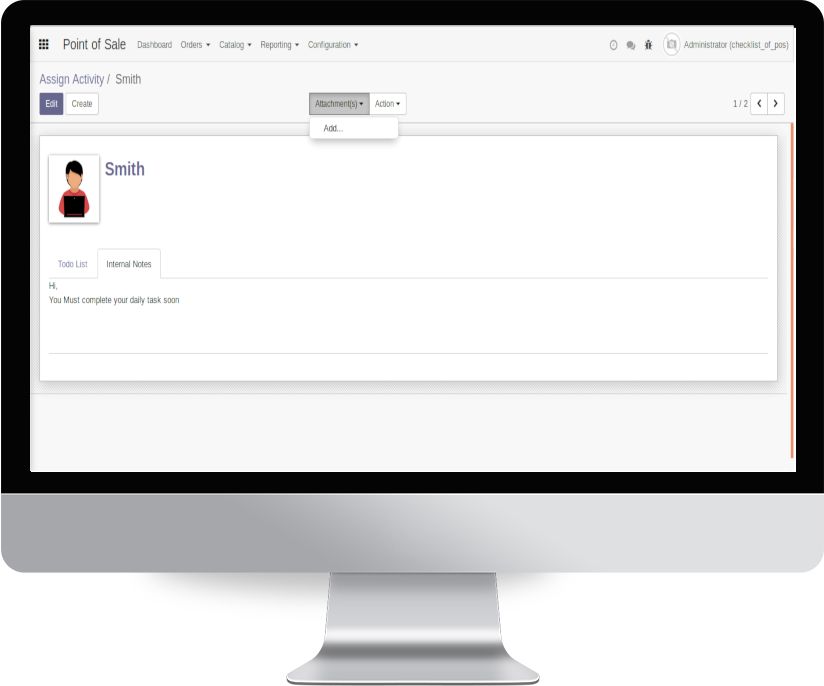 Point of Sale Dashboard Orders Catalog Reporting Configuration Administrator (checklist_of_pos)
Assign Activity / Smith
Edit Create Attachment(s) Action 1 / 2
Add...
Smith
Todo List Internal Notes
Hi,
You Must complete your daily task soon